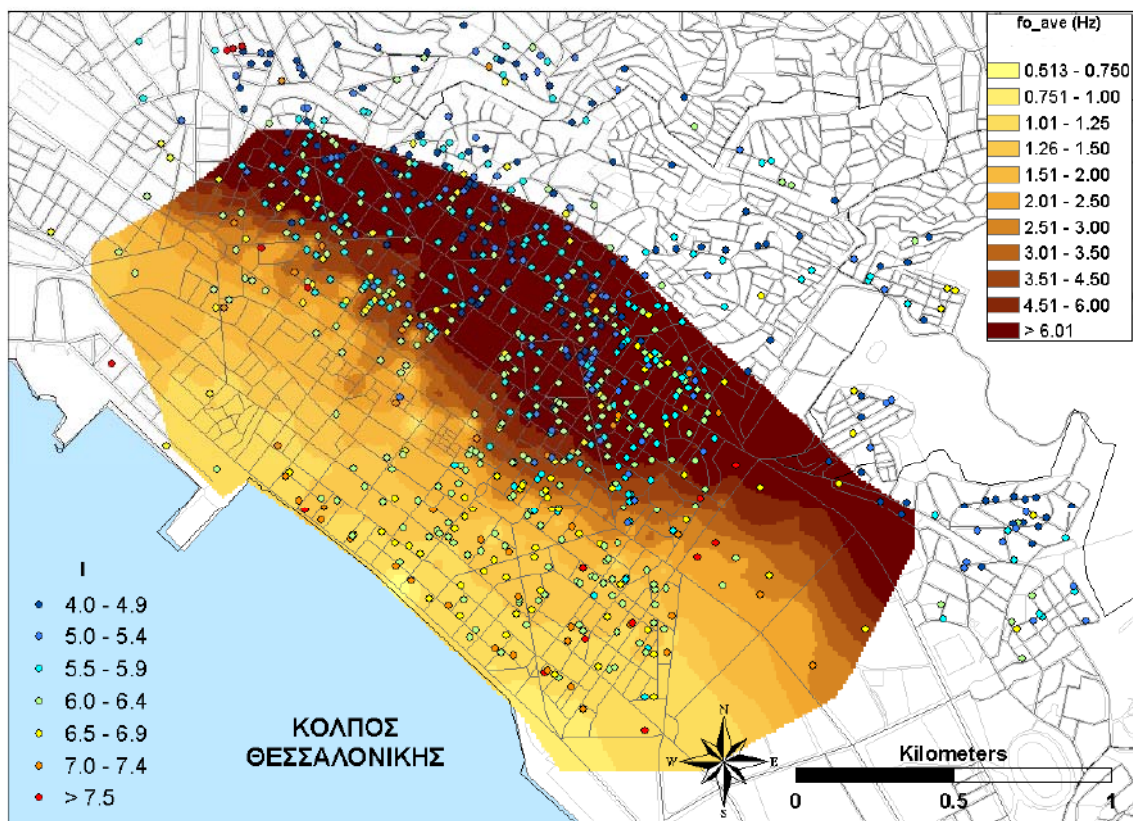 fo_ave (Hz)
0.513 - 0.750
0.751 - 1.00
1.01 - 1.25
1.26 - 1.50
1.51 - 2.00
2.01 - 2.50
2.51 - 3.00
3.01 - 3.50
3.51 - 4.50
4.51 - 6.00
> 6.01
I
4.0 - 4.9
5.0 - 5.4
5.5 - 5.9
6.0 - 6.4
6.5 - 6.9
7.0 - 7.4
> 7.5
ΚΟΛΠΟΣ
ΘΕΣΣΑΛΟΝΙΚΗΣ
N
W E
S
Kilometers
0 0.5 1